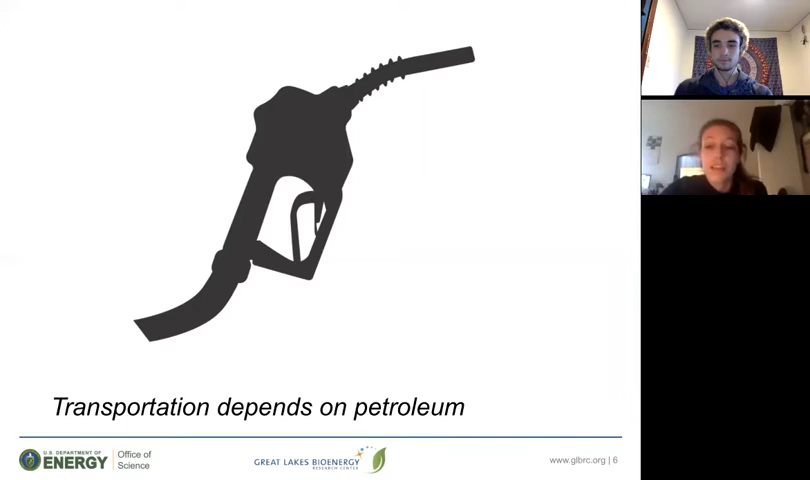 Transportation depends on petroleum
U.S. DEPARTMENT OF
ENERGY
Office of
Science
GREAT LAKES BIOENERGY
RESEARCH CENTER
www.glbrc.org | 6